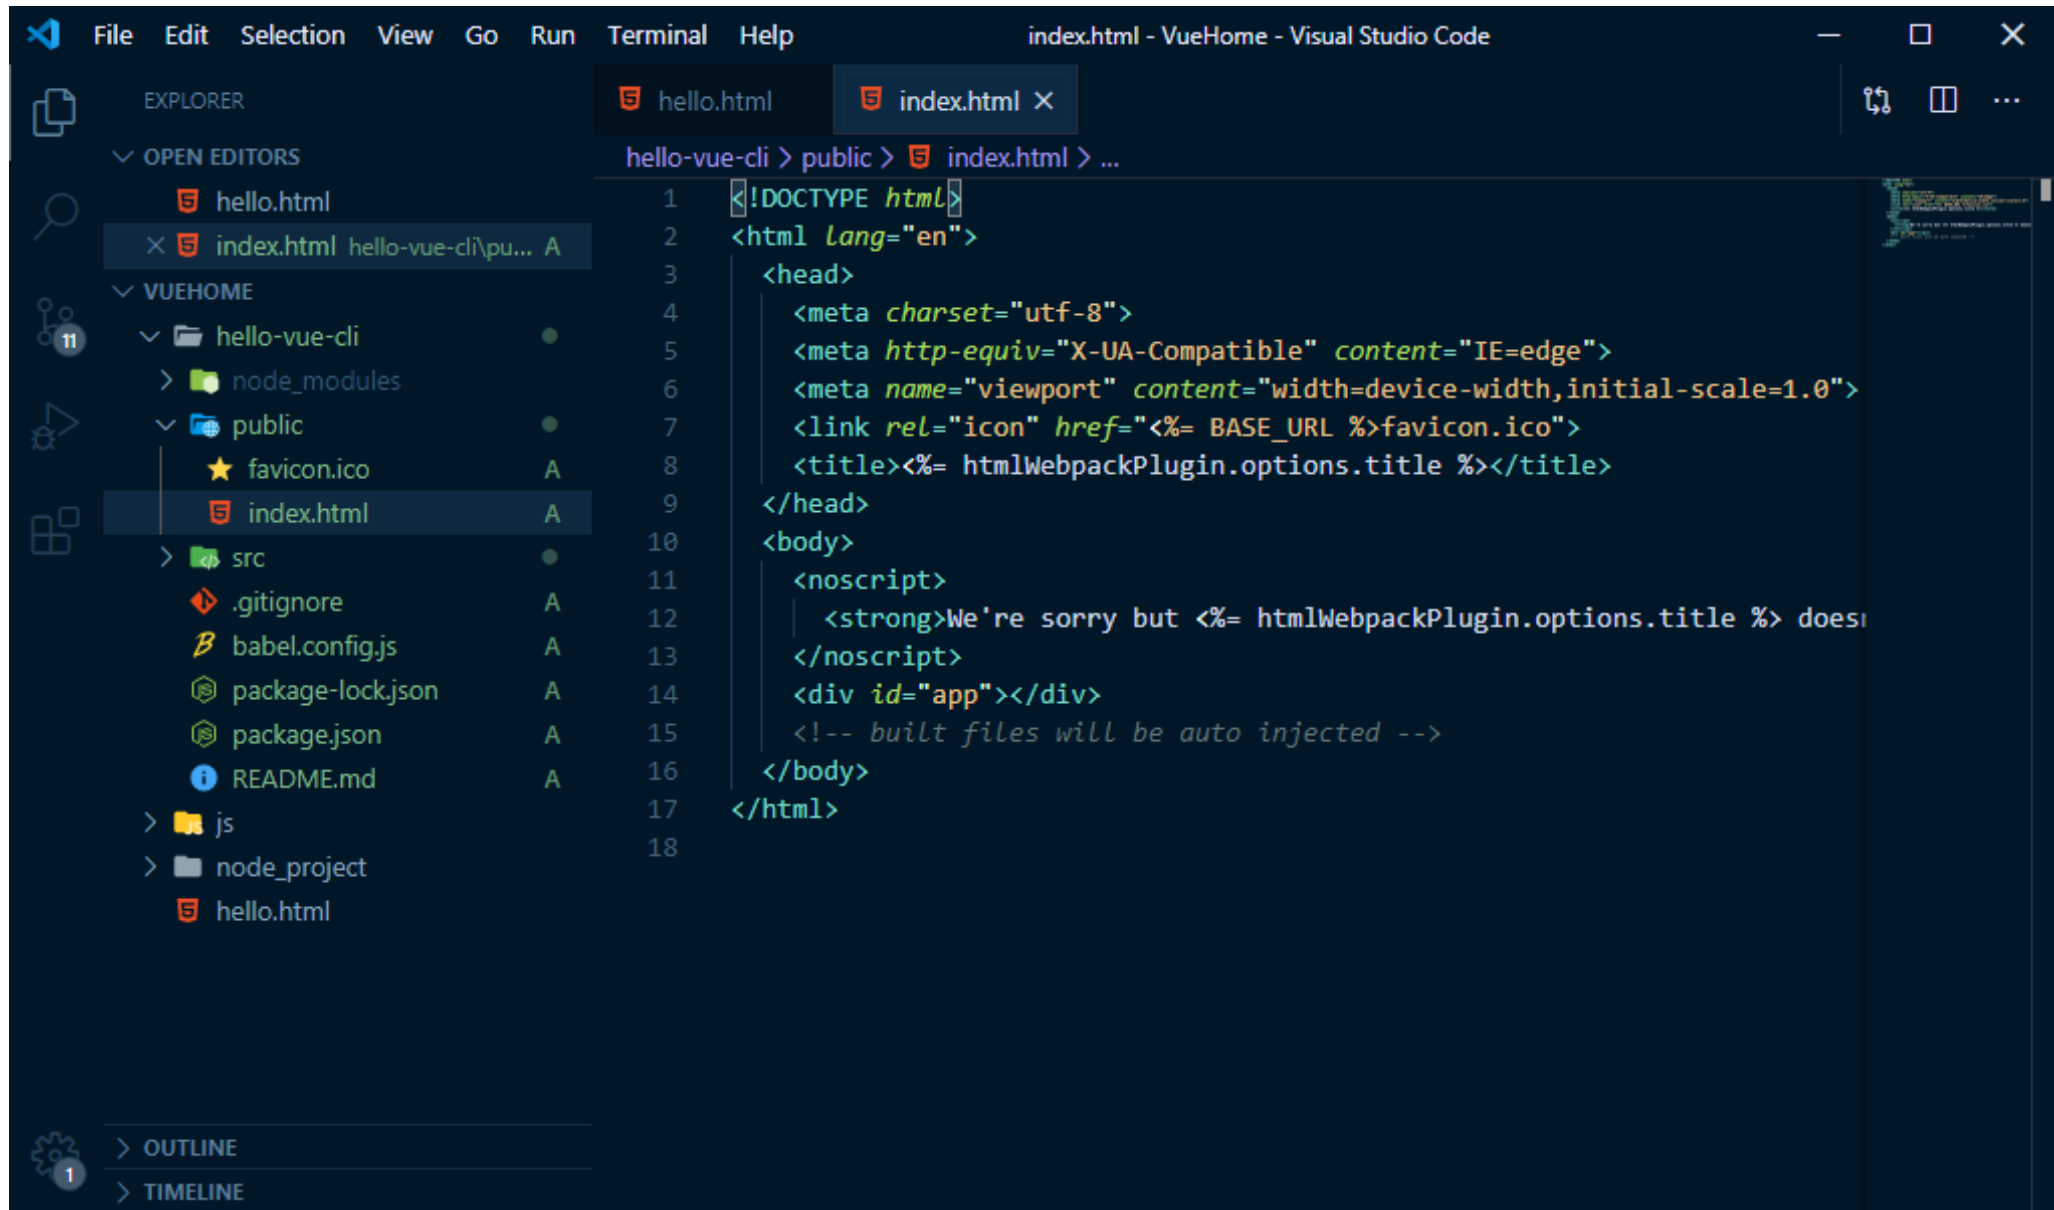 File Edit Selection View Go Run Terminal Help index.html - VueHome - Visual Studio Code
EXPLORER
OPEN EDITORS
hello.html
index.html hello-vue-cli\pu... A
VUEHOME
hello-vue-cli
node_modules
public
favicon.ico A
index.html A
src
.gitignore A
babel.config.js A
package-lock.json A
package.json A
README.md A
js
node_project
hello.html
OUTLINE
TIMELINE
11
1
hello.html index.html
hello-vue-cli > public > index.html > ...
1 <!DOCTYPE html>
2 <html lang="en">
3 <head>
4 <meta charset="utf-8">
5 <meta http-equiv="X-UA-Compatible" content="IE=edge">
6 <meta name="viewport" content="width=device-width,initial-scale=1.0">
7 <link rel="icon" href="<%= BASE_URL %>favicon.ico">
8 <title><%= htmlWebpackPlugin.options.title %></title>
9 </head>
10 <body>
11 <noscript>
12 <strong>We're sorry but <%= htmlWebpackPlugin.options.title %>
13 </noscript>
14 <div id="app"></div>
15 <!-- built files will be auto injected -->
16 </body>
17 </html>
18